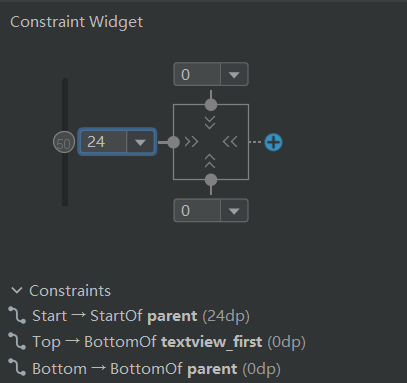 Constraint Widget
0
50 24
0
Constraints
Start → StartOf parent (24dp)
Top → BottomOf textview_first (0dp)
Bottom → BottomOf parent (0dp)